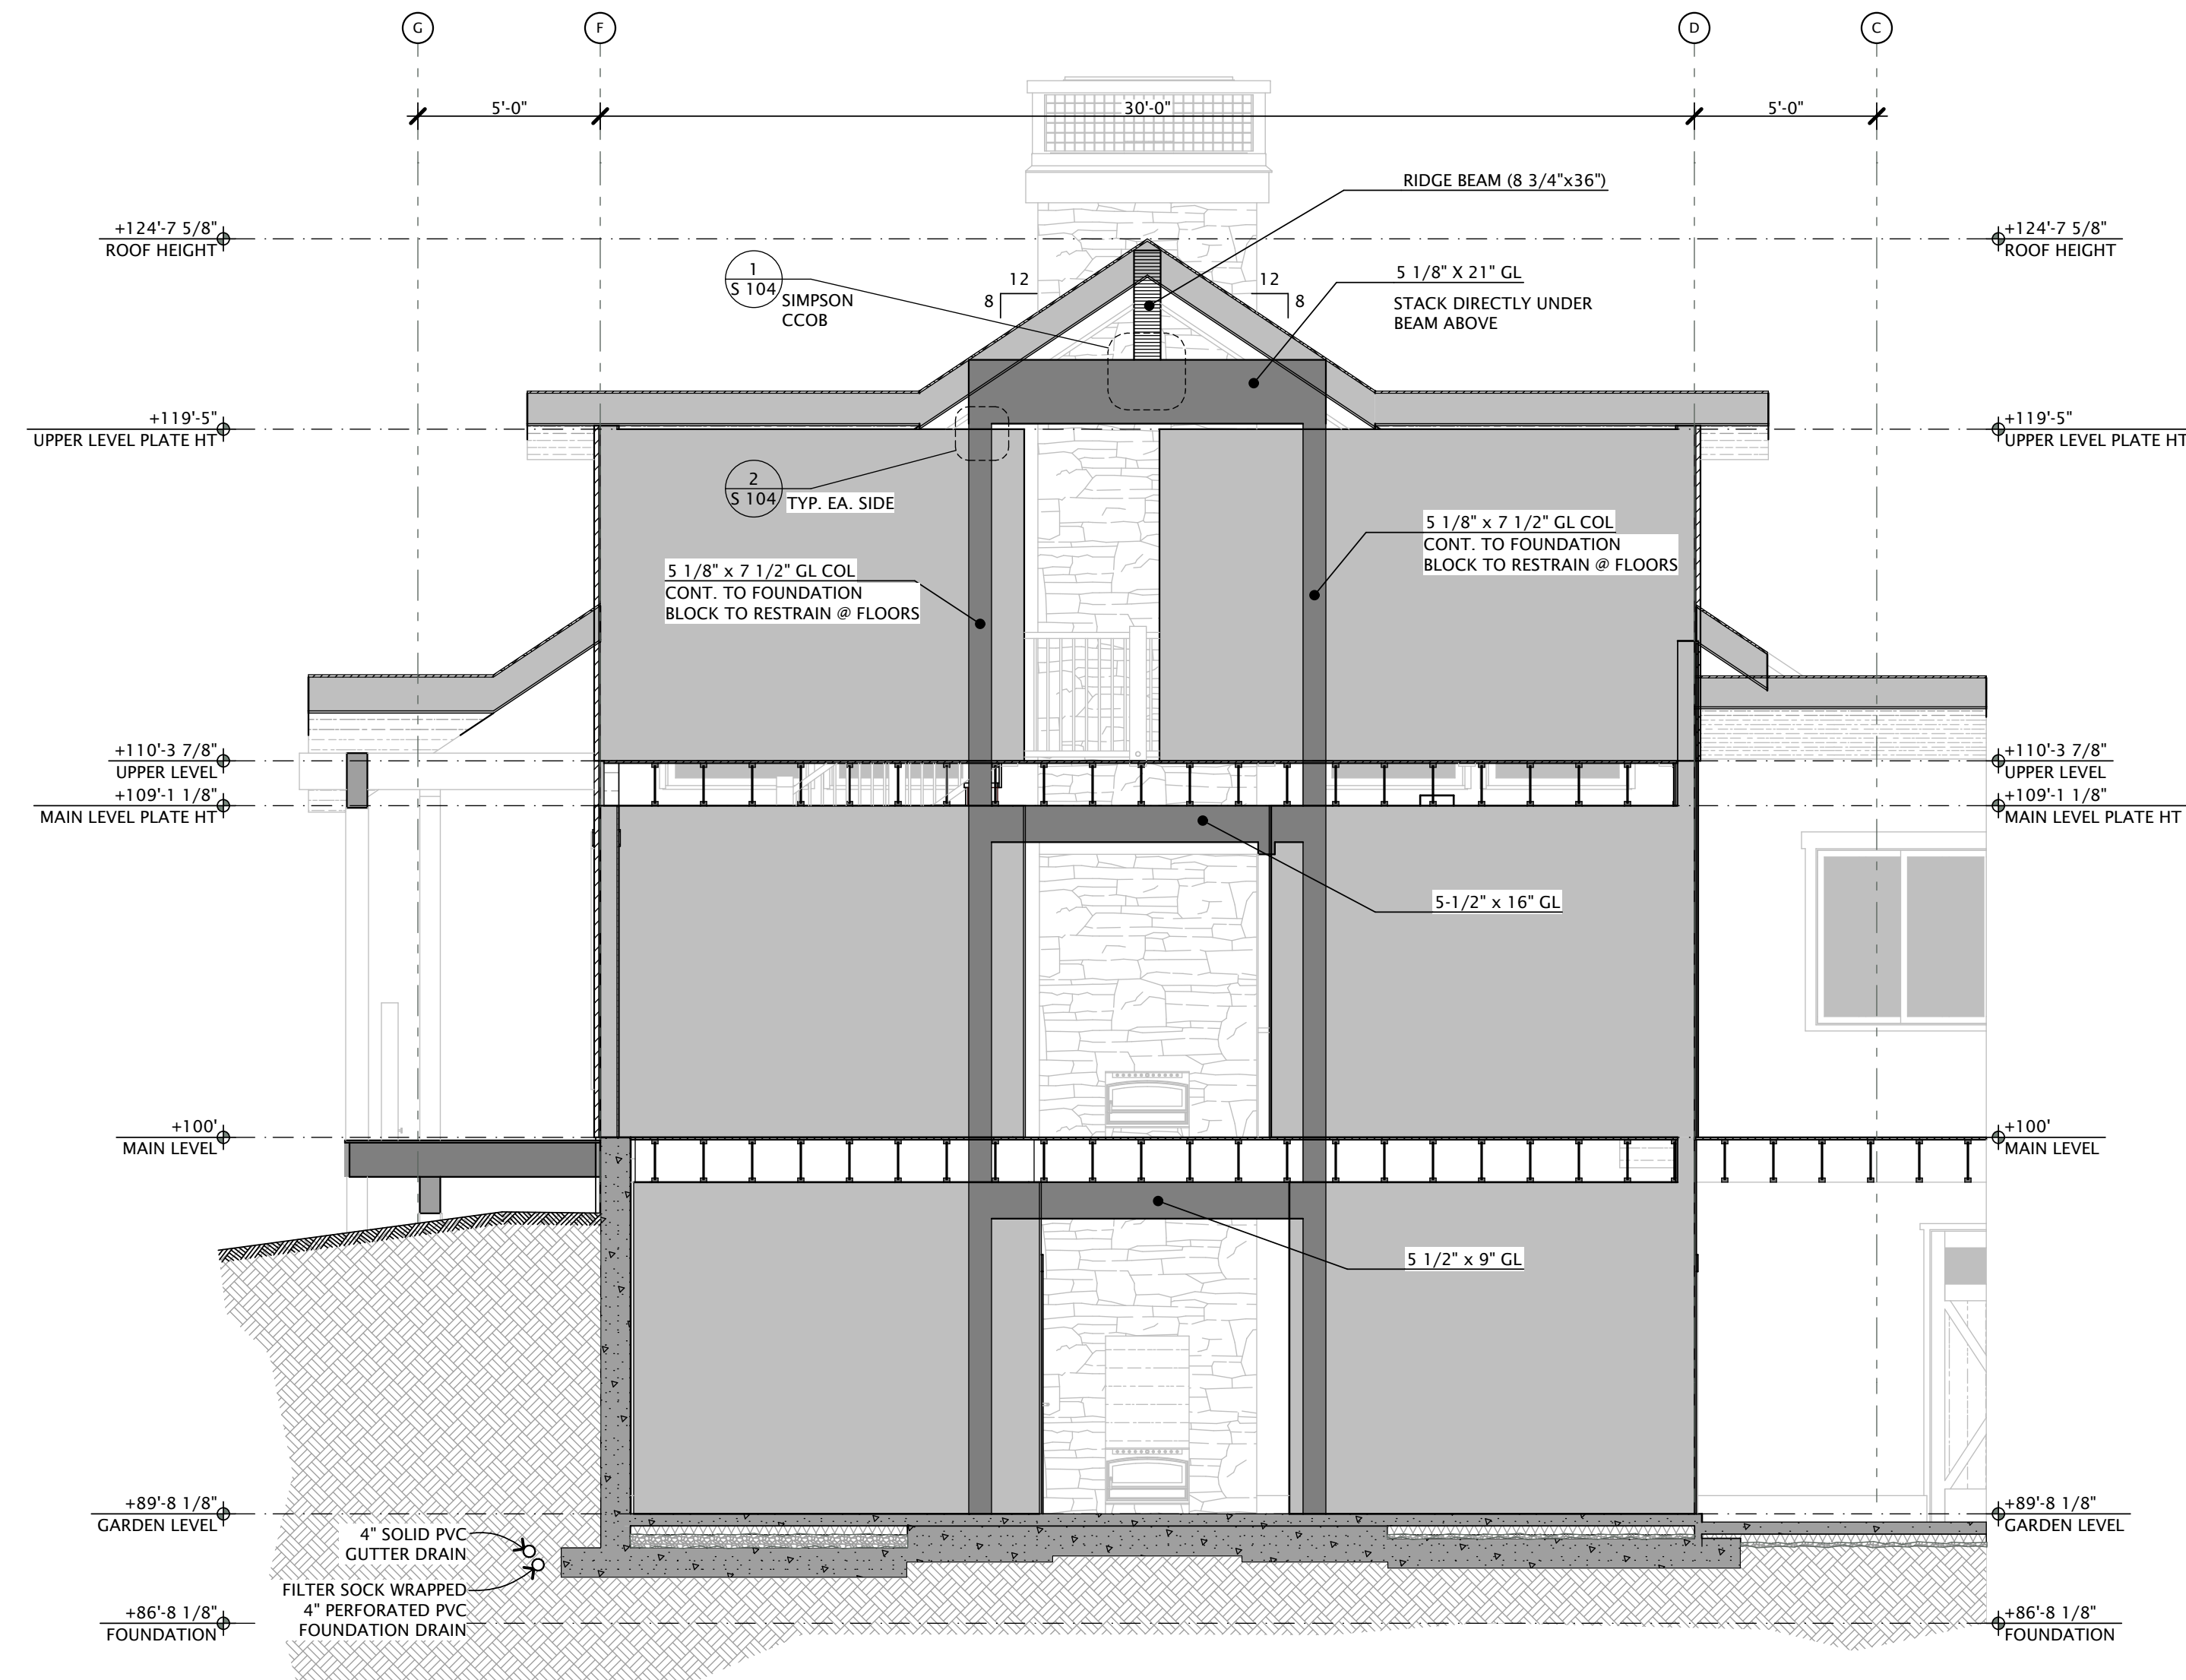 G
F
D
C
5'-0"
30'-0"
5'-0"
RIDGE BEAM (8 3/4"x36")
+124'-7 5/8"
ROOF HEIGHT
+124'-7 5/8"
ROOF HEIGHT
1
S 104
SIMPSON
CCOB
12
8
12
8
5 1/8" X 21" GL
STACK DIRECTLY UNDER
BEAM ABOVE
+119'-5"
UPPER LEVEL PLATE HT
+119'-5"
UPPER LEVEL PLATE HT
2
S 104
TYP. EA. SIDE
5 1/8" x 7 1/2" GL COL
CONT. TO FOUNDATION
BLOCK TO RESTRAIN @ FLOORS
5 1/8" x 7 1/2" GL COL
CONT. TO FOUNDATION
BLOCK TO RESTRAIN @ FLOORS
+110'-3 7/8"
UPPER LEVEL
+110'-3 7/8"
UPPER LEVEL
+109'-1 1/8"
MAIN LEVEL PLATE HT
+109'-1 1/8"
MAIN LEVEL PLATE HT
5-1/2" x 16" GL
+100'
MAIN LEVEL
+100'
MAIN LEVEL
5 1/2" x 9" GL
+89'-8 1/8"
GARDEN LEVEL
+89'-8 1/8"
GARDEN LEVEL
4" SOLID PVC
GUTTER DRAIN
FILTER SOCK WRAPPED
4" PERFORATED PVC
FOUNDATION DRAIN
+86'-8 1/8"
FOUNDATION
+86'-8 1/8"
FOUNDATION